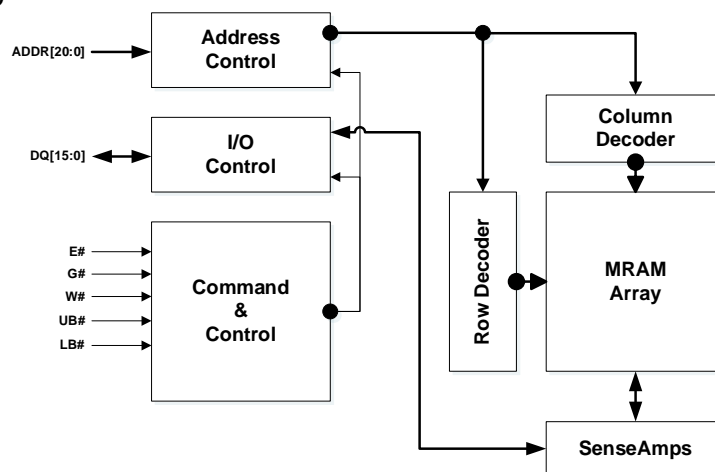 Address
Control
ADDR[20:0]
Column
Decoder
I/O
Control
DQ[15:0]
Row Decoder
MRAM
Array
E#
G#
W#
UB#
LB#
Command
&
Control
SenseAmps